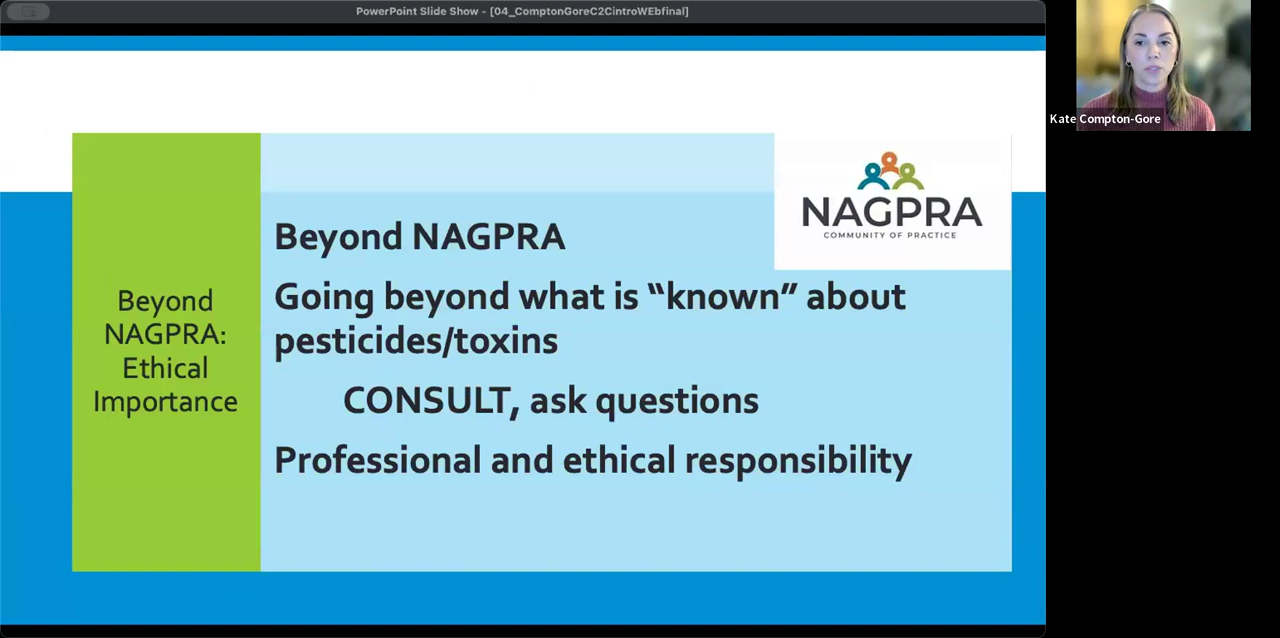 PowerPoint Slide Show - [04_ComptonGoreC2CintroWEbfinal]
Kate Compton-Gore
NAGPRA
COMMUNITY OF PRACTICE
Beyond
NAGPRA:
Ethical
Importance
Beyond NAGPRA
Going beyond what is “known” about
pesticides/toxins
CONSULT, ask questions
Professional and ethical responsibility